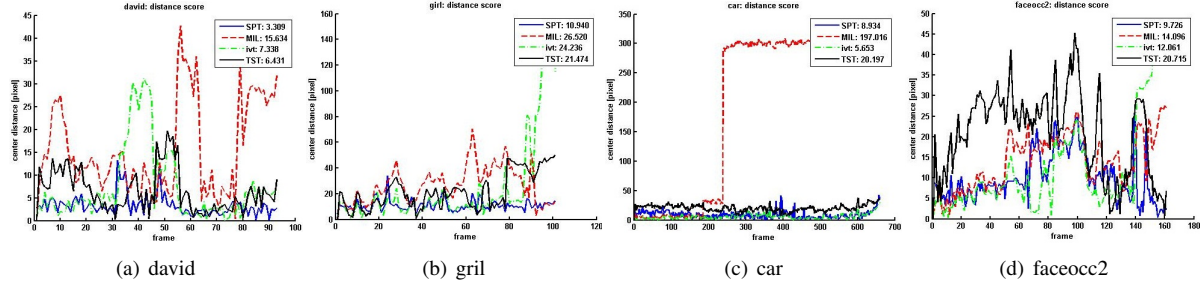 david: distance score
SPT: 3.309
MIL: 15.634
ivt: 7.338
TST: 6.431
center distance [pixel]
45
40
35
30
25
20
15
10
5
0
0 10 20 30 40 50 60 70 80 90 100
frame
(a) david
girl: distance score
SPT: 10.940
MIL: 26.520
ivt: 24.236
TST: 21.474
center distance [pixel]
160
140
120
100
80
60
40
20
0
0 20 40 60 80 100 120
frame
(b) gril
car: distance score
SPT: 8.934
MIL: 197.016
ivt: 5.653
TST: 20.197
center distance [pixel]
350
300
250
200
150
100
50
0
0 100 200 300 400 500 600 700
frame
(c) car
faceocc2: distance score
SPT: 9.726
MIL: 14.096
ivt: 12.061
TST: 20.715
center distance [pixel]
50
45
40
35
30
25
20
15
10
5
0
0 20 40 60 80 100 120 140 160 180
frame
(d) faceocc2